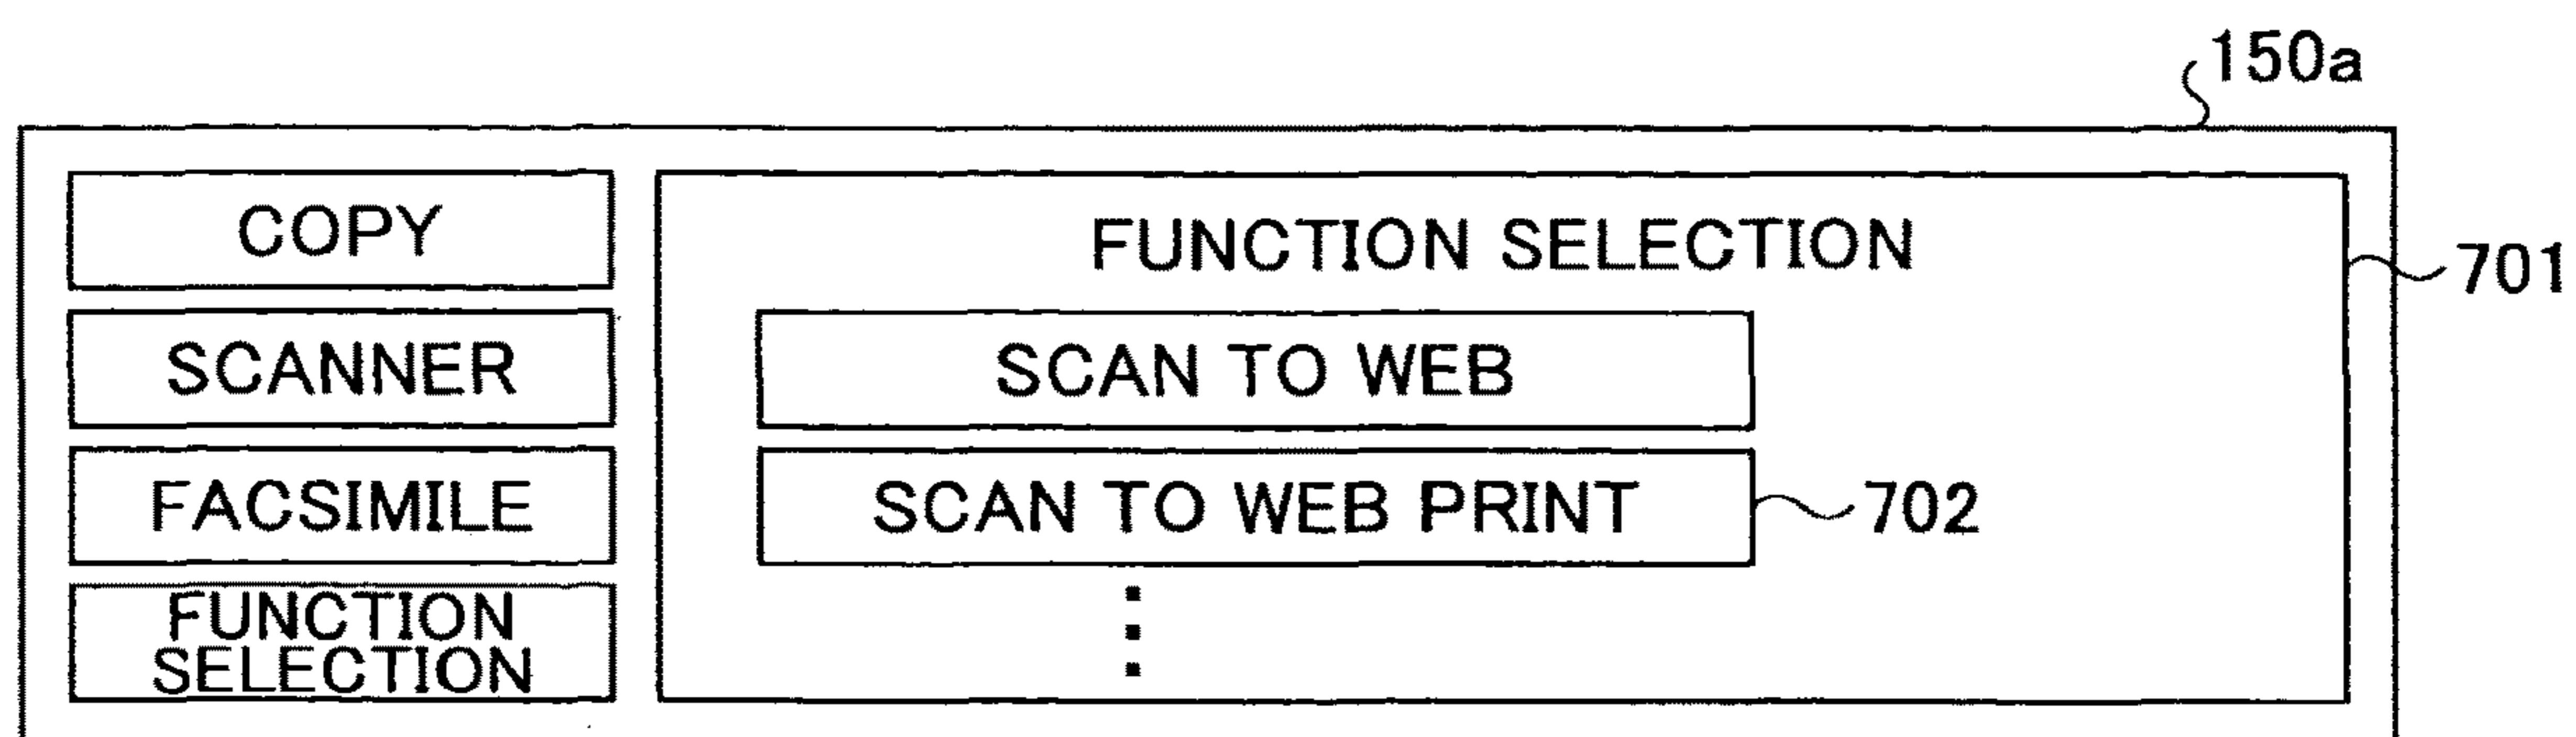 150a
COPY
SCANNER
FACSIMILE
FUNCTION
SELECTION
FUNCTION SELECTION
701
SCAN TO WEB
SCAN TO WEB PRINT
702